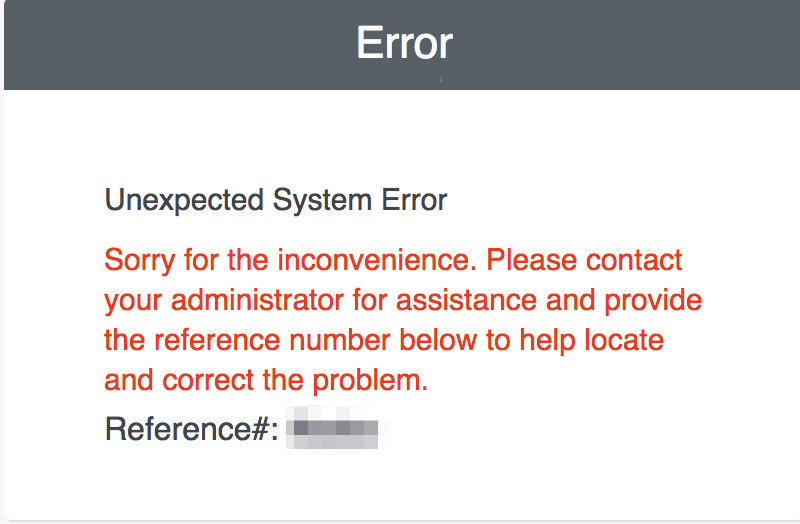 Error
Unexpected System Error
Sorry for the inconvenience. Please contact
your administrator for assistance and provide
the reference number below to help locate
and correct the problem.
Reference#: